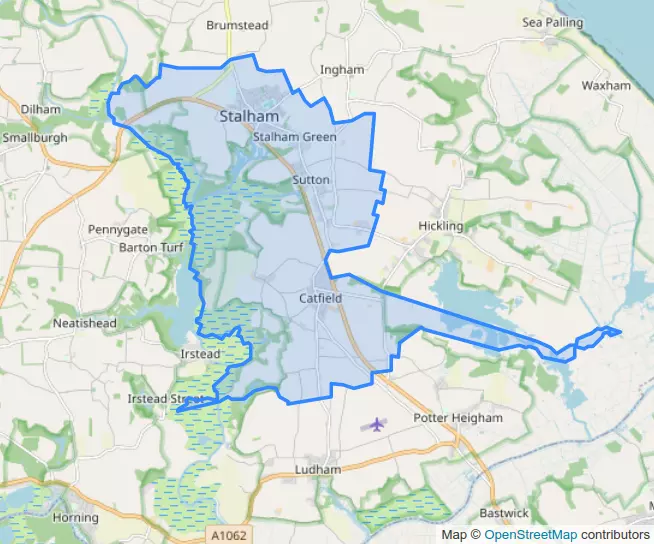 Brumstead
Sea Palling
Ingham
Waxham
Dilham
Stalham
Smallburgh
Stalham Green
Sutton
Hickling
Pennygate
Barton Turf
Catfield
Neatishead
Irstead
Irstead Street
Potter Heigham
Ludham
Bastwick
Horning
A1062
Map © OpenStreetMap contributors